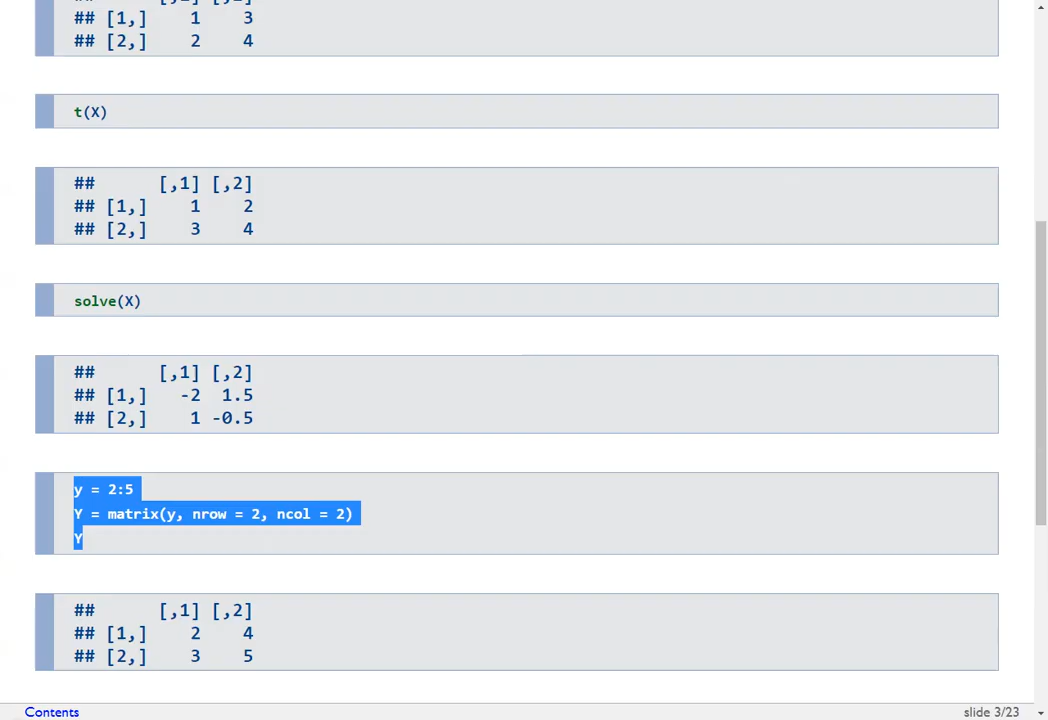 ## [1,]    1    3
## [2,]    2    4
t(X)
##      [,1] [,2]
## [1,]    1    2
## [2,]    3    4
solve(X)
##      [,1] [,2]
## [1,]   -2  1.5
## [2,]    1 -0.5
y = 2:5
Y = matrix(y, nrow = 2, ncol = 2)
Y
##      [,1] [,2]
## [1,]    2    4
## [2,]    3    5
Contents
slide 3/23